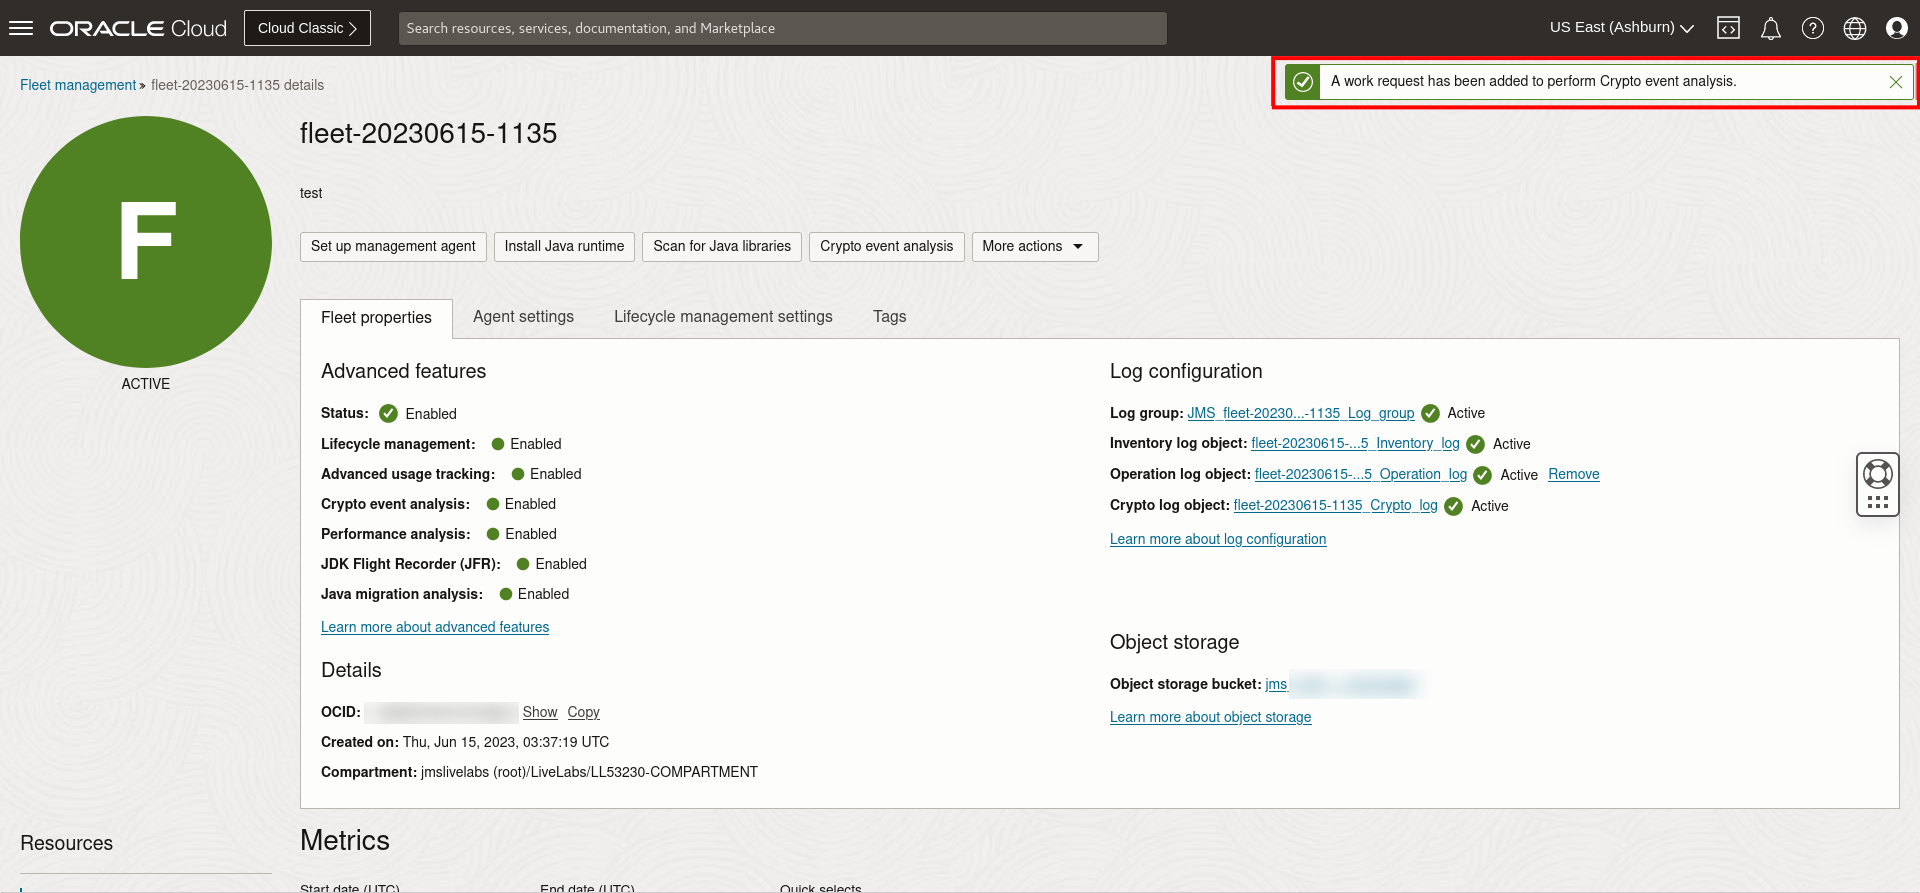 ORACLE Cloud
Cloud Classic
Search resources, services, documentation, and Marketplace
US East (Ashburn)
Fleet management » fleet-20230615-1135 details
A work request has been added to perform Crypto event analysis.
F
ACTIVE
fleet-20230615-1135
test
Set up management agent
Install Java runtime
Scan for Java libraries
Crypto event analysis
More actions
Fleet properties
Agent settings
Lifecycle management settings
Tags
Advanced features
Status: Enabled
Lifecycle management: Enabled
Advanced usage tracking: Enabled
Crypto event analysis: Enabled
Performance analysis: Enabled
JDK Flight Recorder (JFR): Enabled
Java migration analysis: Enabled
Learn more about advanced features
Details
OCID: Show Copy
Created on: Thu, Jun 15, 2023, 03:37:19 UTC
Compartment: jmslivelabs (root)/LiveLabs/LL53230-COMPARTMENT
Log configuration
Log group: JMS_fleet-20230...-1135_Log_group Active
Inventory log object: fleet-20230615-...5_Inventory_log Active
Operation log object: fleet-20230615-...5_Operation_log Active Remove
Crypto log object: fleet-20230615-1135_Crypto_log Active
Learn more about log configuration
Object storage
Object storage bucket: jms
Learn more about object storage
Resources
Metrics
Start date (UTC)
End date (UTC)
Quick selects